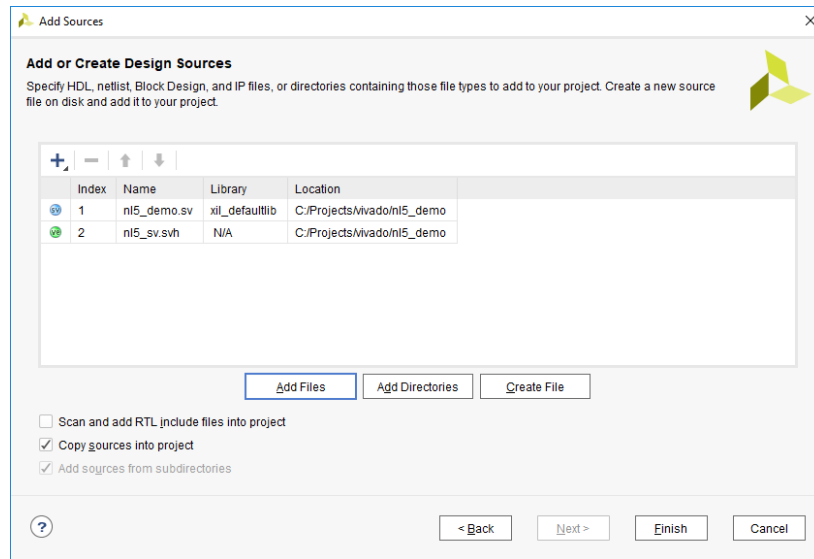 Add Sources
Add or Create Design Sources
Specify HDL, netlist, Block Design, and IP files, or directories containing those file types to add to your project. Create a new source
file on disk and add it to your project.
Index Name Library Location
sv 1 nl5_demo.sv xil_defaultlib C:/Projects/vivado/nl5_demo
ve 2 nl5_sv.svh N/A C:/Projects/vivado/nl5_demo
Add Files Add Directories Create File
Scan and add RTL include files into project
Copy sources into project
Add sources from subdirectories
? < Back Next > Finish Cancel